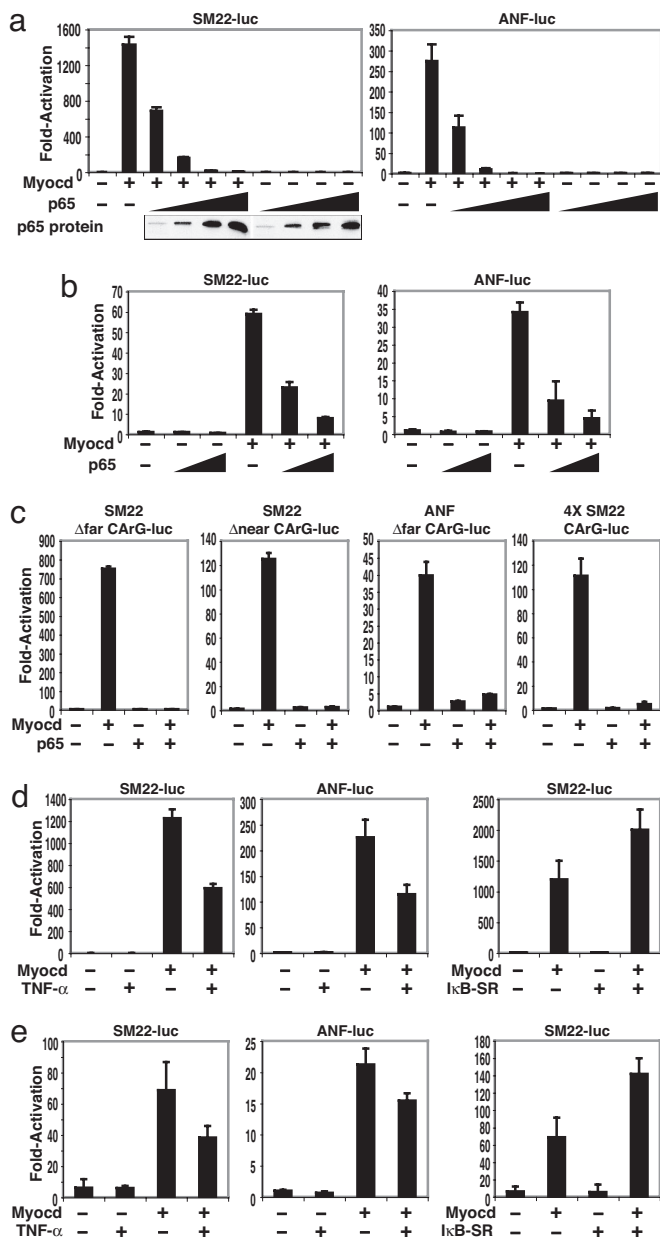 a
SM22-luc
ANF-luc
Fold-Activation
1600
1200
800
400
0
350
300
250
200
150
100
50
0
Myocd – + + + + + – – – –
– + + + + + – – – –
p65 – –
– –
p65 protein
b
SM22-luc
ANF-luc
Fold-Activation
70
60
50
40
30
20
10
0
40
35
30
25
20
15
10
5
0
Myocd – – – + + +
– – – + + +
p65 – –
– –
c
SM22
Δfar CArG-luc
SM22
Δnear CArG-luc
ANF
Δfar CArG-luc
4X SM22
CArG-luc
Fold-Activation
900
800
700
600
500
400
300
200
100
0
140
120
100
80
60
40
20
0
50
45
40
35
30
25
20
15
10
5
0
140
120
100
80
60
40
20
0
Myocd – + – +
– + – +
– + – +
– + – +
p65 – – + +
– – + +
– – + +
– – + +
d
SM22-luc
ANF-luc
SM22-luc
Fold-Activation
1400
1200
1000
800
600
400
200
0
300
250
200
150
100
50
0
2500
2000
1500
1000
500
0
Myocd – – + +
– – + +
Myocd – + – +
TNF-α – + – +
– + – +
IκB-SR – – + +
e
SM22-luc
ANF-luc
SM22-luc
Fold-Activation
100
80
60
40
20
0
25
20
15
10
5
0
180
160
140
120
100
80
60
40
20
0
Myocd – – + +
– – + +
Myocd – + – +
TNF-α – + – +
– + – +
IκB-SR – – + +